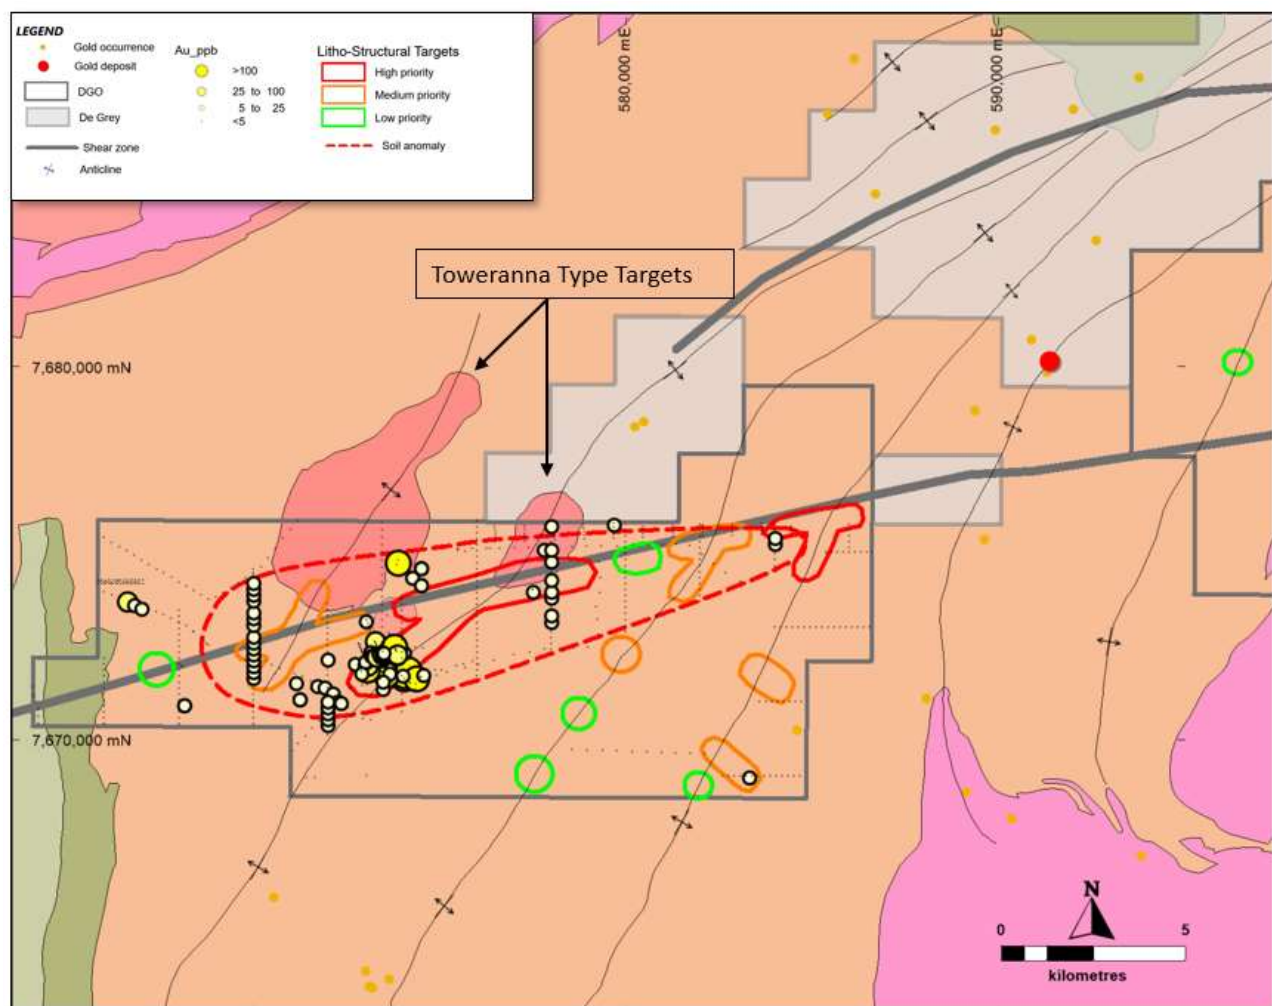 LEGEND
Gold occurrence
Gold deposit
DGO
De Grey
Shear zone
Anticline
Au_ppb
>100
25 to 100
5 to 25
<5
Litho-Structural Targets
High priority
Medium priority
Low priority
Soil anomaly
580,000 mE
590,000 mE
Toweranna Type Targets
7,680,000 mN
7,670,000 mN
N
0 5
kilometres